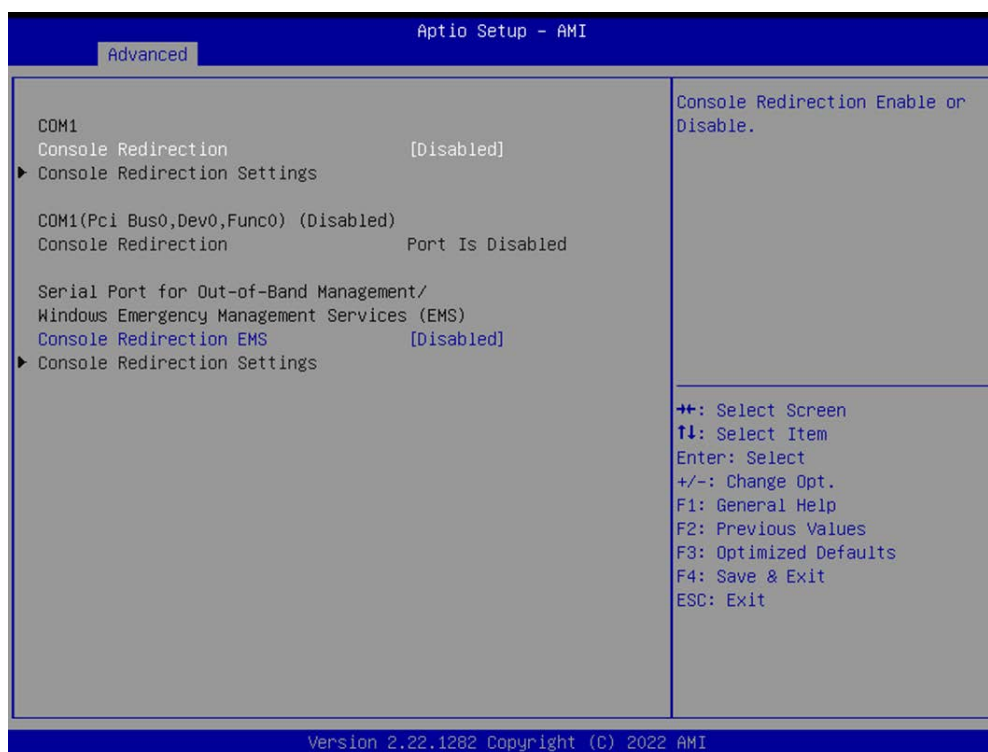 Aptio Setup - AMI
Advanced
COM1
Console Redirection [Disabled]
▶ Console Redirection Settings
COM1(Pci Bus0,Dev0,Func0) (Disabled)
Console Redirection Port Is Disabled
Serial Port for Out-of-Band Management/
Windows Emergency Management Services (EMS)
Console Redirection EMS [Disabled]
▶ Console Redirection Settings
Console Redirection Enable or
Disable.
→←: Select Screen
↑↓: Select Item
Enter: Select
+/-: Change Opt.
F1: General Help
F2: Previous Values
F3: Optimized Defaults
F4: Save & Exit
ESC: Exit
Version 2.22.1282 Copyright (C) 2022 AMI